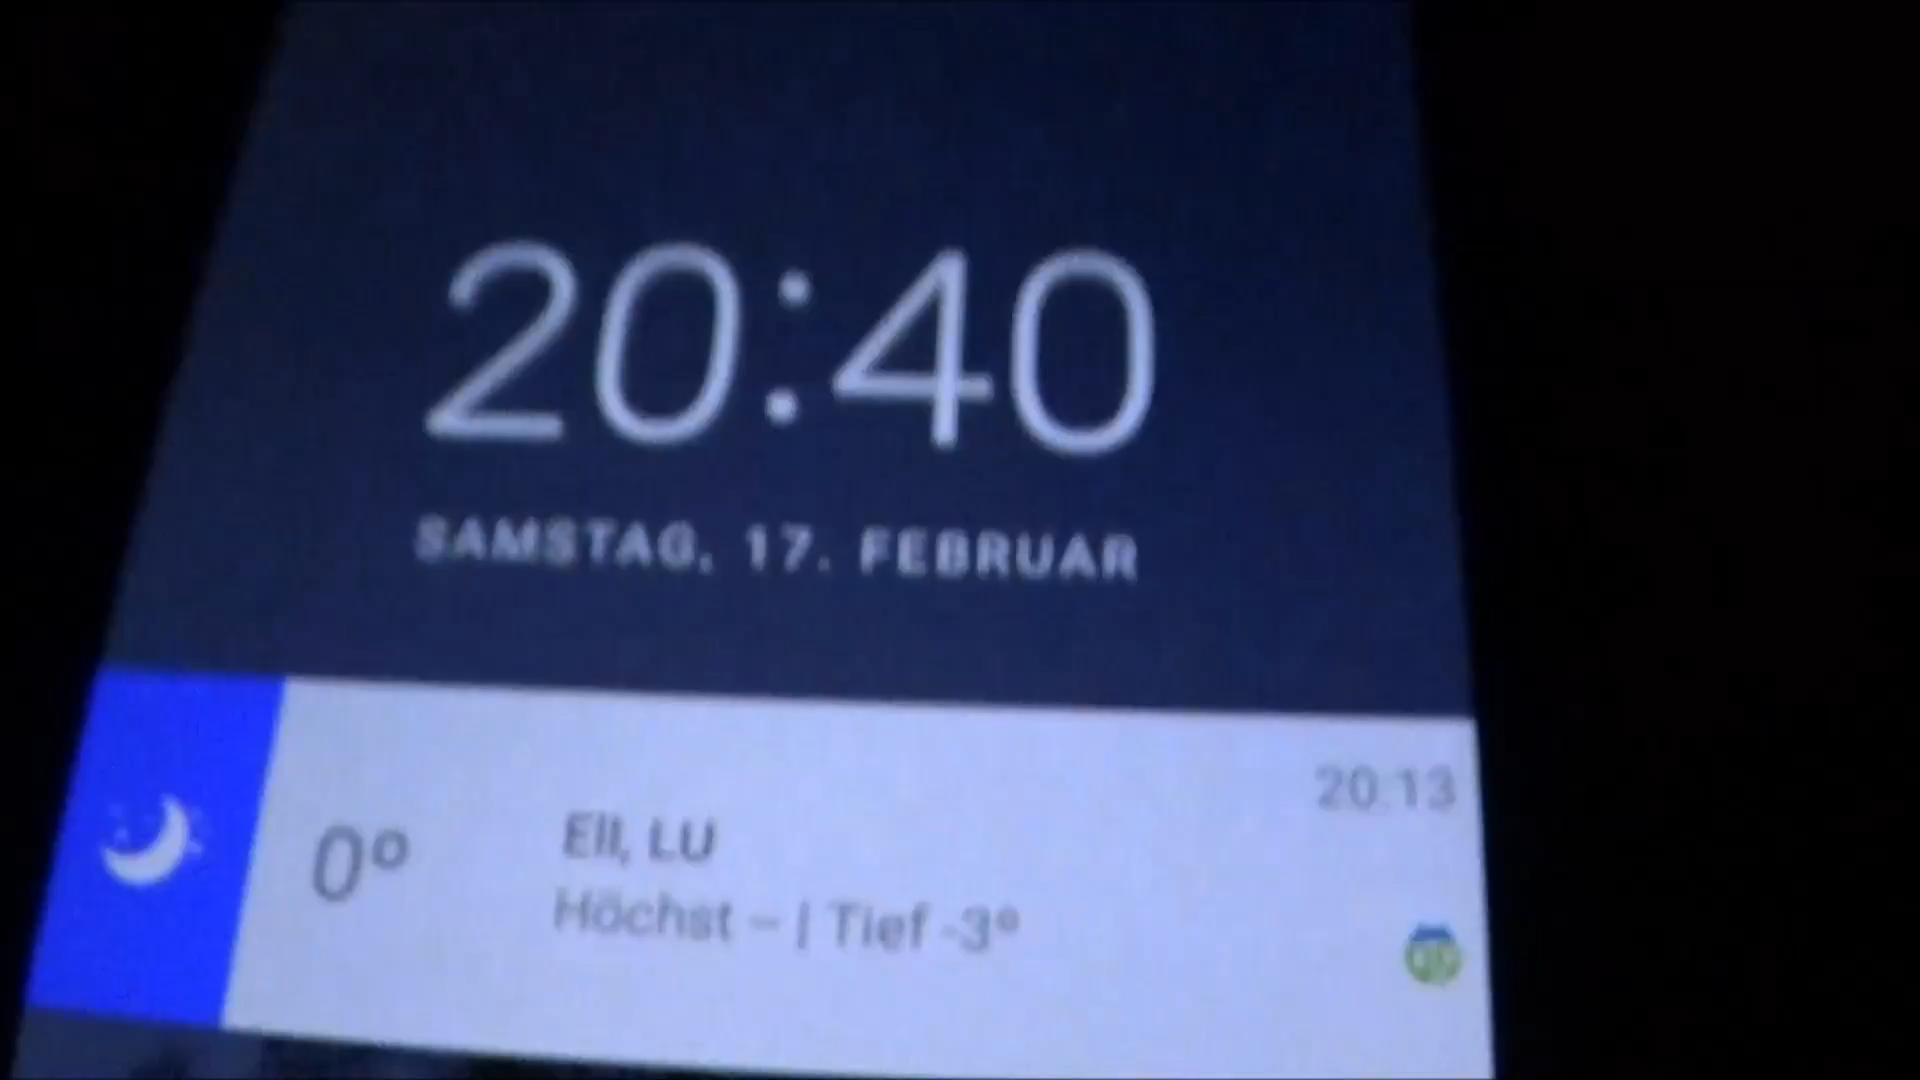 20:40
SAMSTAG, 17. FEBRUAR
20:13
0°
Ell, LU
Höchst – | Tief -3°